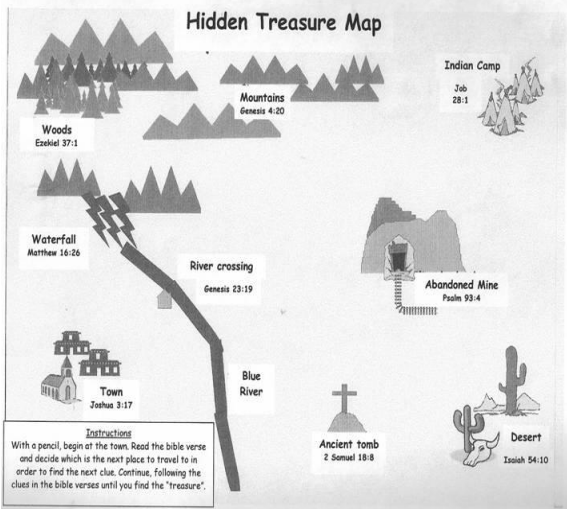 Hidden Treasure Map
Indian Camp
Job
28:1
Mountains
Genesis 4:20
Woods
Ezekiel 37:1
Waterfall
Matthew 16:26
River crossing
Genesis 23:19
Abandoned Mine
Psalm 93:4
Blue
River
Town
Joshua 3:17
Ancient tomb
2 Samuel 18:8
Desert
Isaiah 54:10
Instructions
With a pencil, begin at the town. Read the bible verse
and decide which is the next place to travel to in
order to find the next clue. Continue, following the
clues in the bible verses until you find the "treasure".